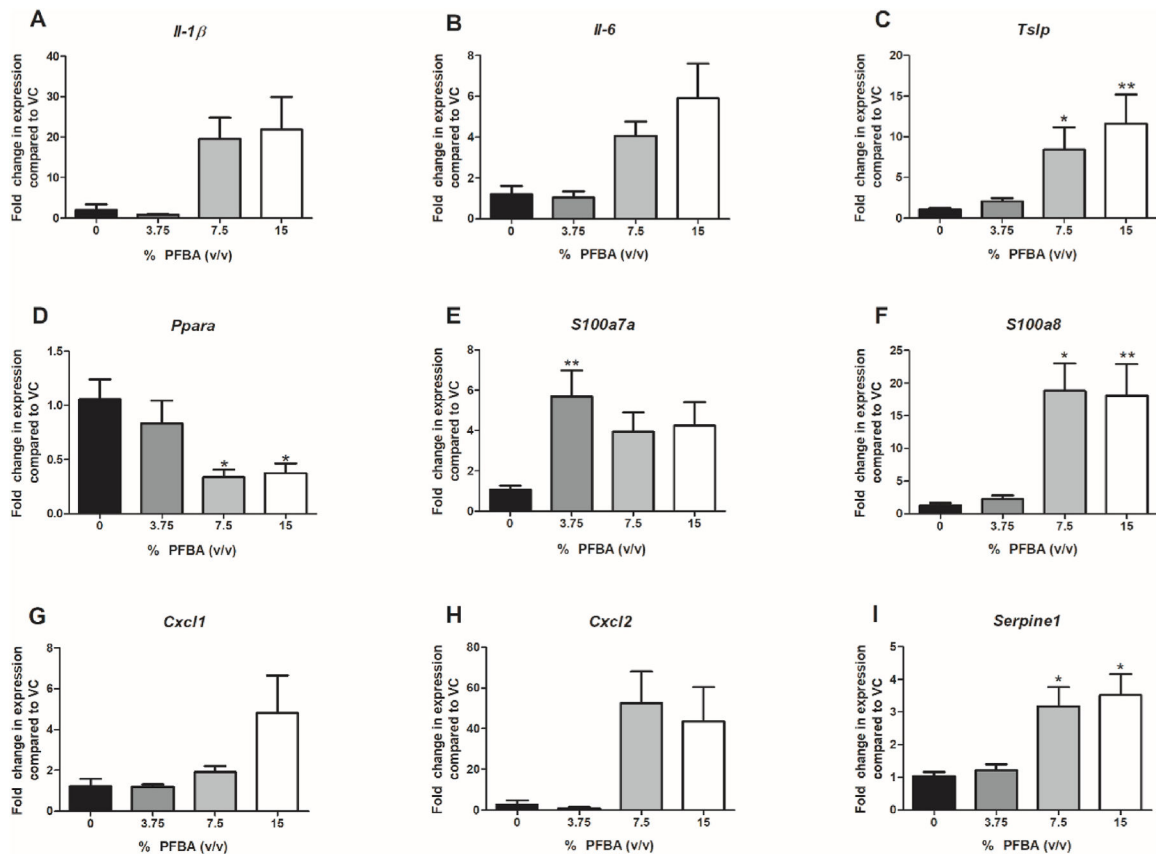 A
Il-1β
Fold change in expression
compared to VC
40
30
20
10
0
0 3.75 7.5 15
% PFBA (v/v)
B
Il-6
Fold change in expression
compared to VC
8
6
4
2
0
0 3.75 7.5 15
% PFBA (v/v)
C
Tslp
Fold change in expression
compared to VC
20
15
10
5
0
* **
0 3.75 7.5 15
% PFBA (v/v)
D
Ppara
Fold change in expression
compared to VC
1.5
1.0
0.5
0.0
* *
0 3.75 7.5 15
% PFBA (v/v)
E
S100a7a
Fold change in expression
compared to VC
8
6
4
2
0
**
0 3.75 7.5 15
% PFBA (v/v)
F
S100a8
Fold change in expression
compared to VC
25
20
15
10
5
0
* **
0 3.75 7.5 15
% PFBA (v/v)
G
Cxcl1
Fold change in expression
compared to VC
8
6
4
2
0
0 3.75 7.5 15
% PFBA (v/v)
H
Cxcl2
Fold change in expression
compared to VC
80
60
40
20
0
0 3.75 7.5 15
% PFBA (v/v)
I
Serpine1
Fold change in expression
compared to VC
5
4
3
2
1
0
* *
0 3.75 7.5 15
% PFBA (v/v)